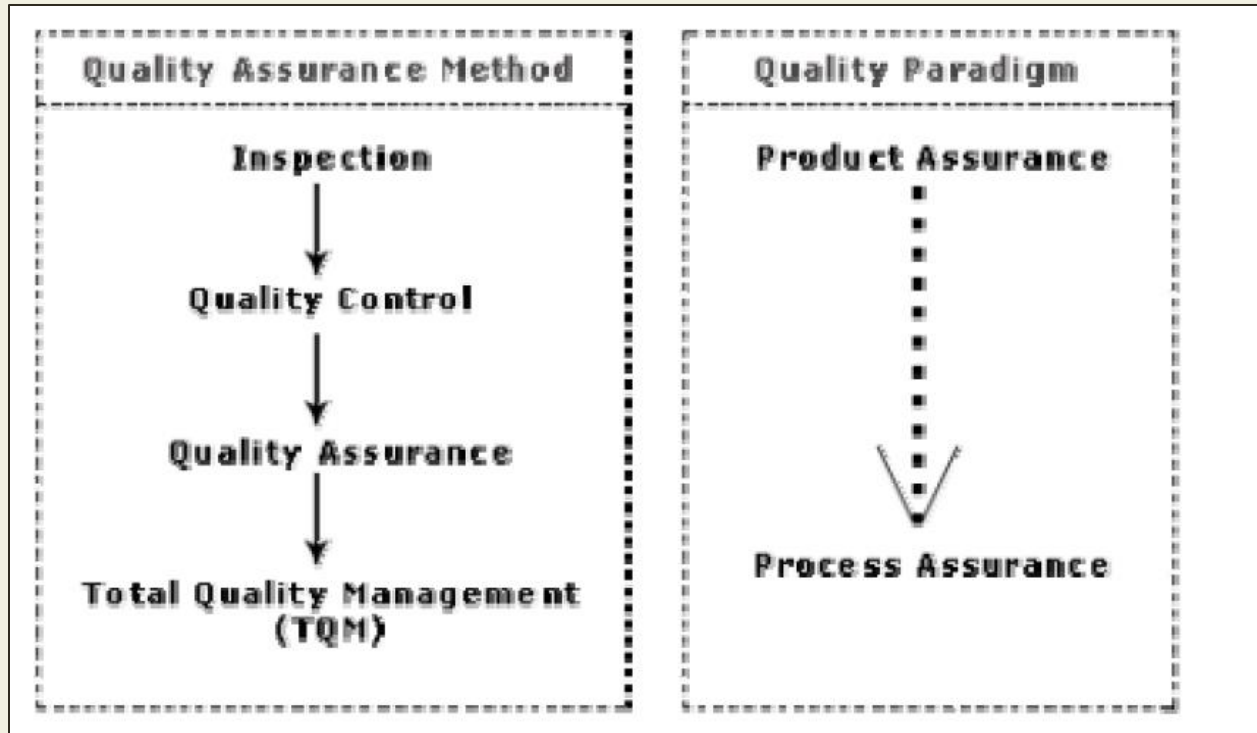 Quality Assurance Method
Inspection
Quality Control
Quality Assurance
Total Quality Management
(TQM)
Quality Paradigm
Product Assurance
Process Assurance